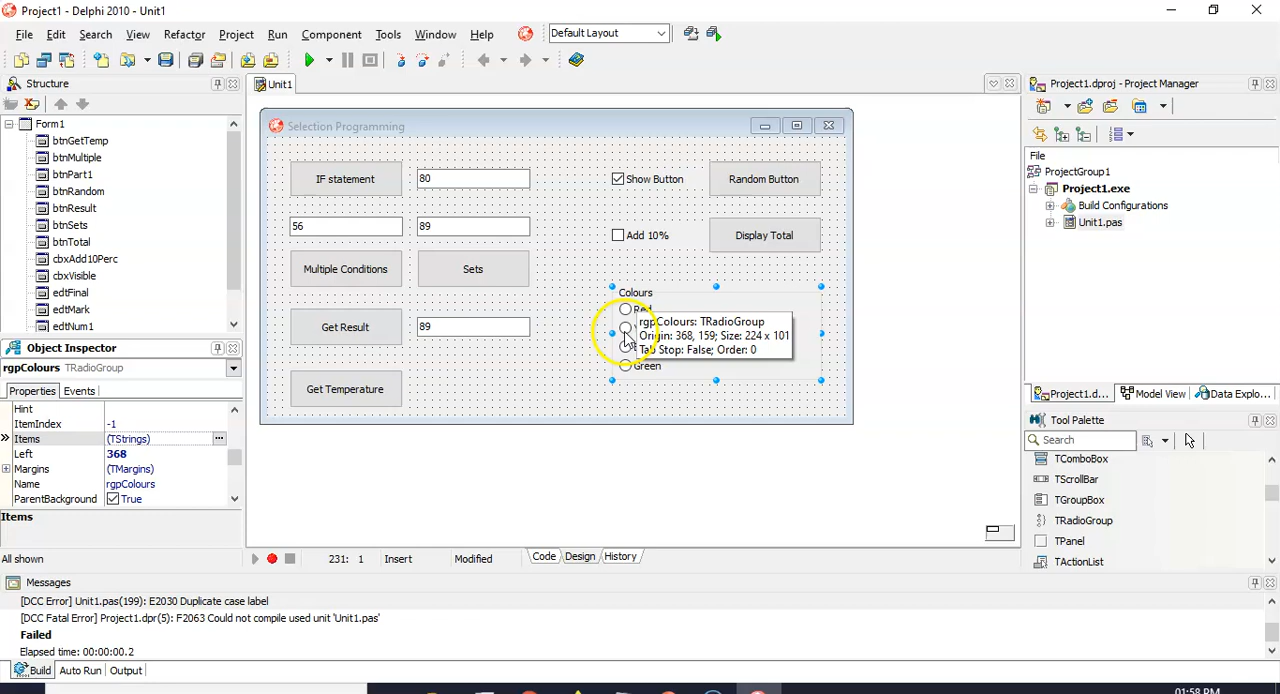 Project1 - Delphi 2010 - Unit1
File Edit Search View Refactor Project Run Component Tools Window Help
Default Layout
Structure
Form1
btnGetTemp
btnMultiple
btnPart1
btnRandom
btnResult
btnSets
btnTotal
cbxAdd10Perc
cbxVisible
edtFinal
edtMark
edtNum1
Object Inspector
rgpColours TRadioGroup
Properties Events
Hint
ItemIndex -1
Items (TStrings)
Left 368
Margins (TMargins)
Name rgpColours
ParentBackground True
Items
All shown
Unit1
Selection Programming
80
Show Button
Random Button
56
89
Add 10%
Display Total
Multiple Conditions
Sets
Colours
Get Result
89
rgpColours: TRadioGroup
Origin: 368, 159; Size: 224 x 101
Tab Stop: False; Order: 0
Green
Get Temperature
231: 1 Insert Modified Code Design History
Project1.dproj - Project Manager
File
ProjectGroup1
Project1.exe
Build Configurations
Unit1.pas
Project1.d... Model View Data Explo...
Tool Palette
Search
TComboBox
TScrollBar
TGroupBox
TRadioGroup
TPanel
TActionList
Messages
[DCC Error] Unit1.pas(199): E2030 Duplicate case label
[DCC Fatal Error] Project1.dpr(5): F2063 Could not compile used unit 'Unit1.pas'
Failed
Elapsed time: 00:00:00.2
Build Auto Run Output
01:58 PM